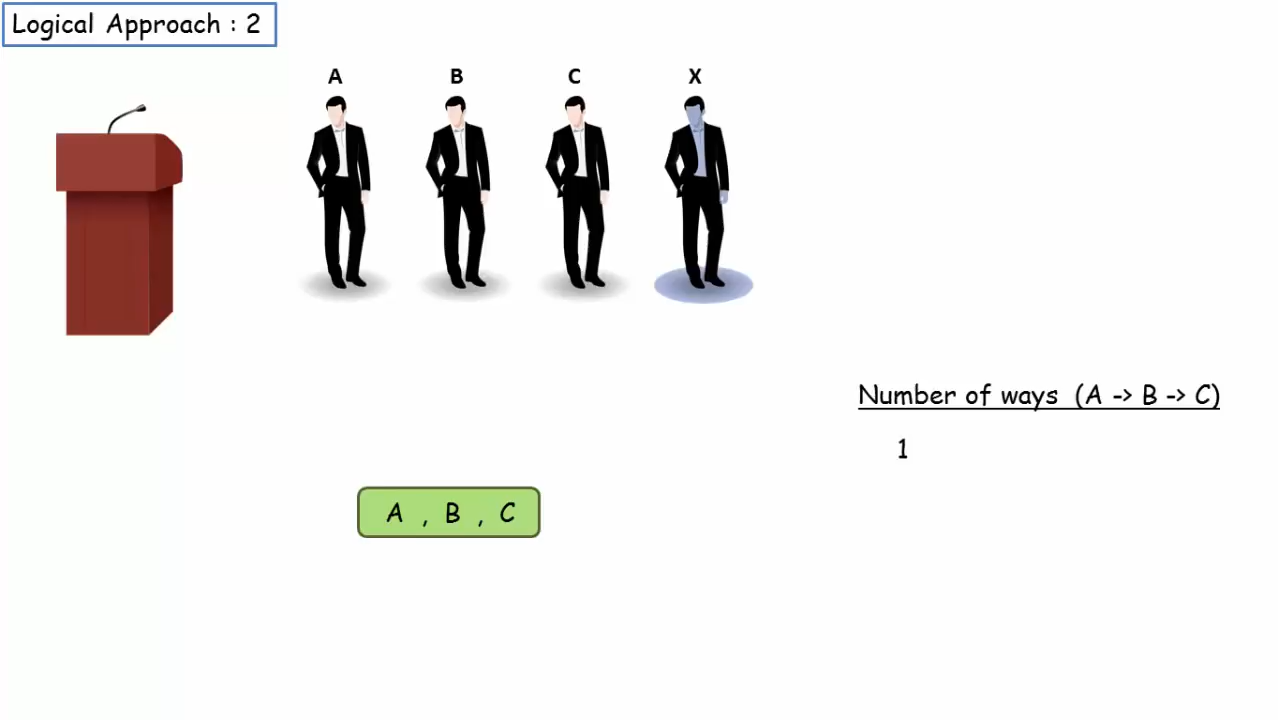 Logical Approach : 2
A B C X
Number of ways (A -> B -> C)
1
A , B , C